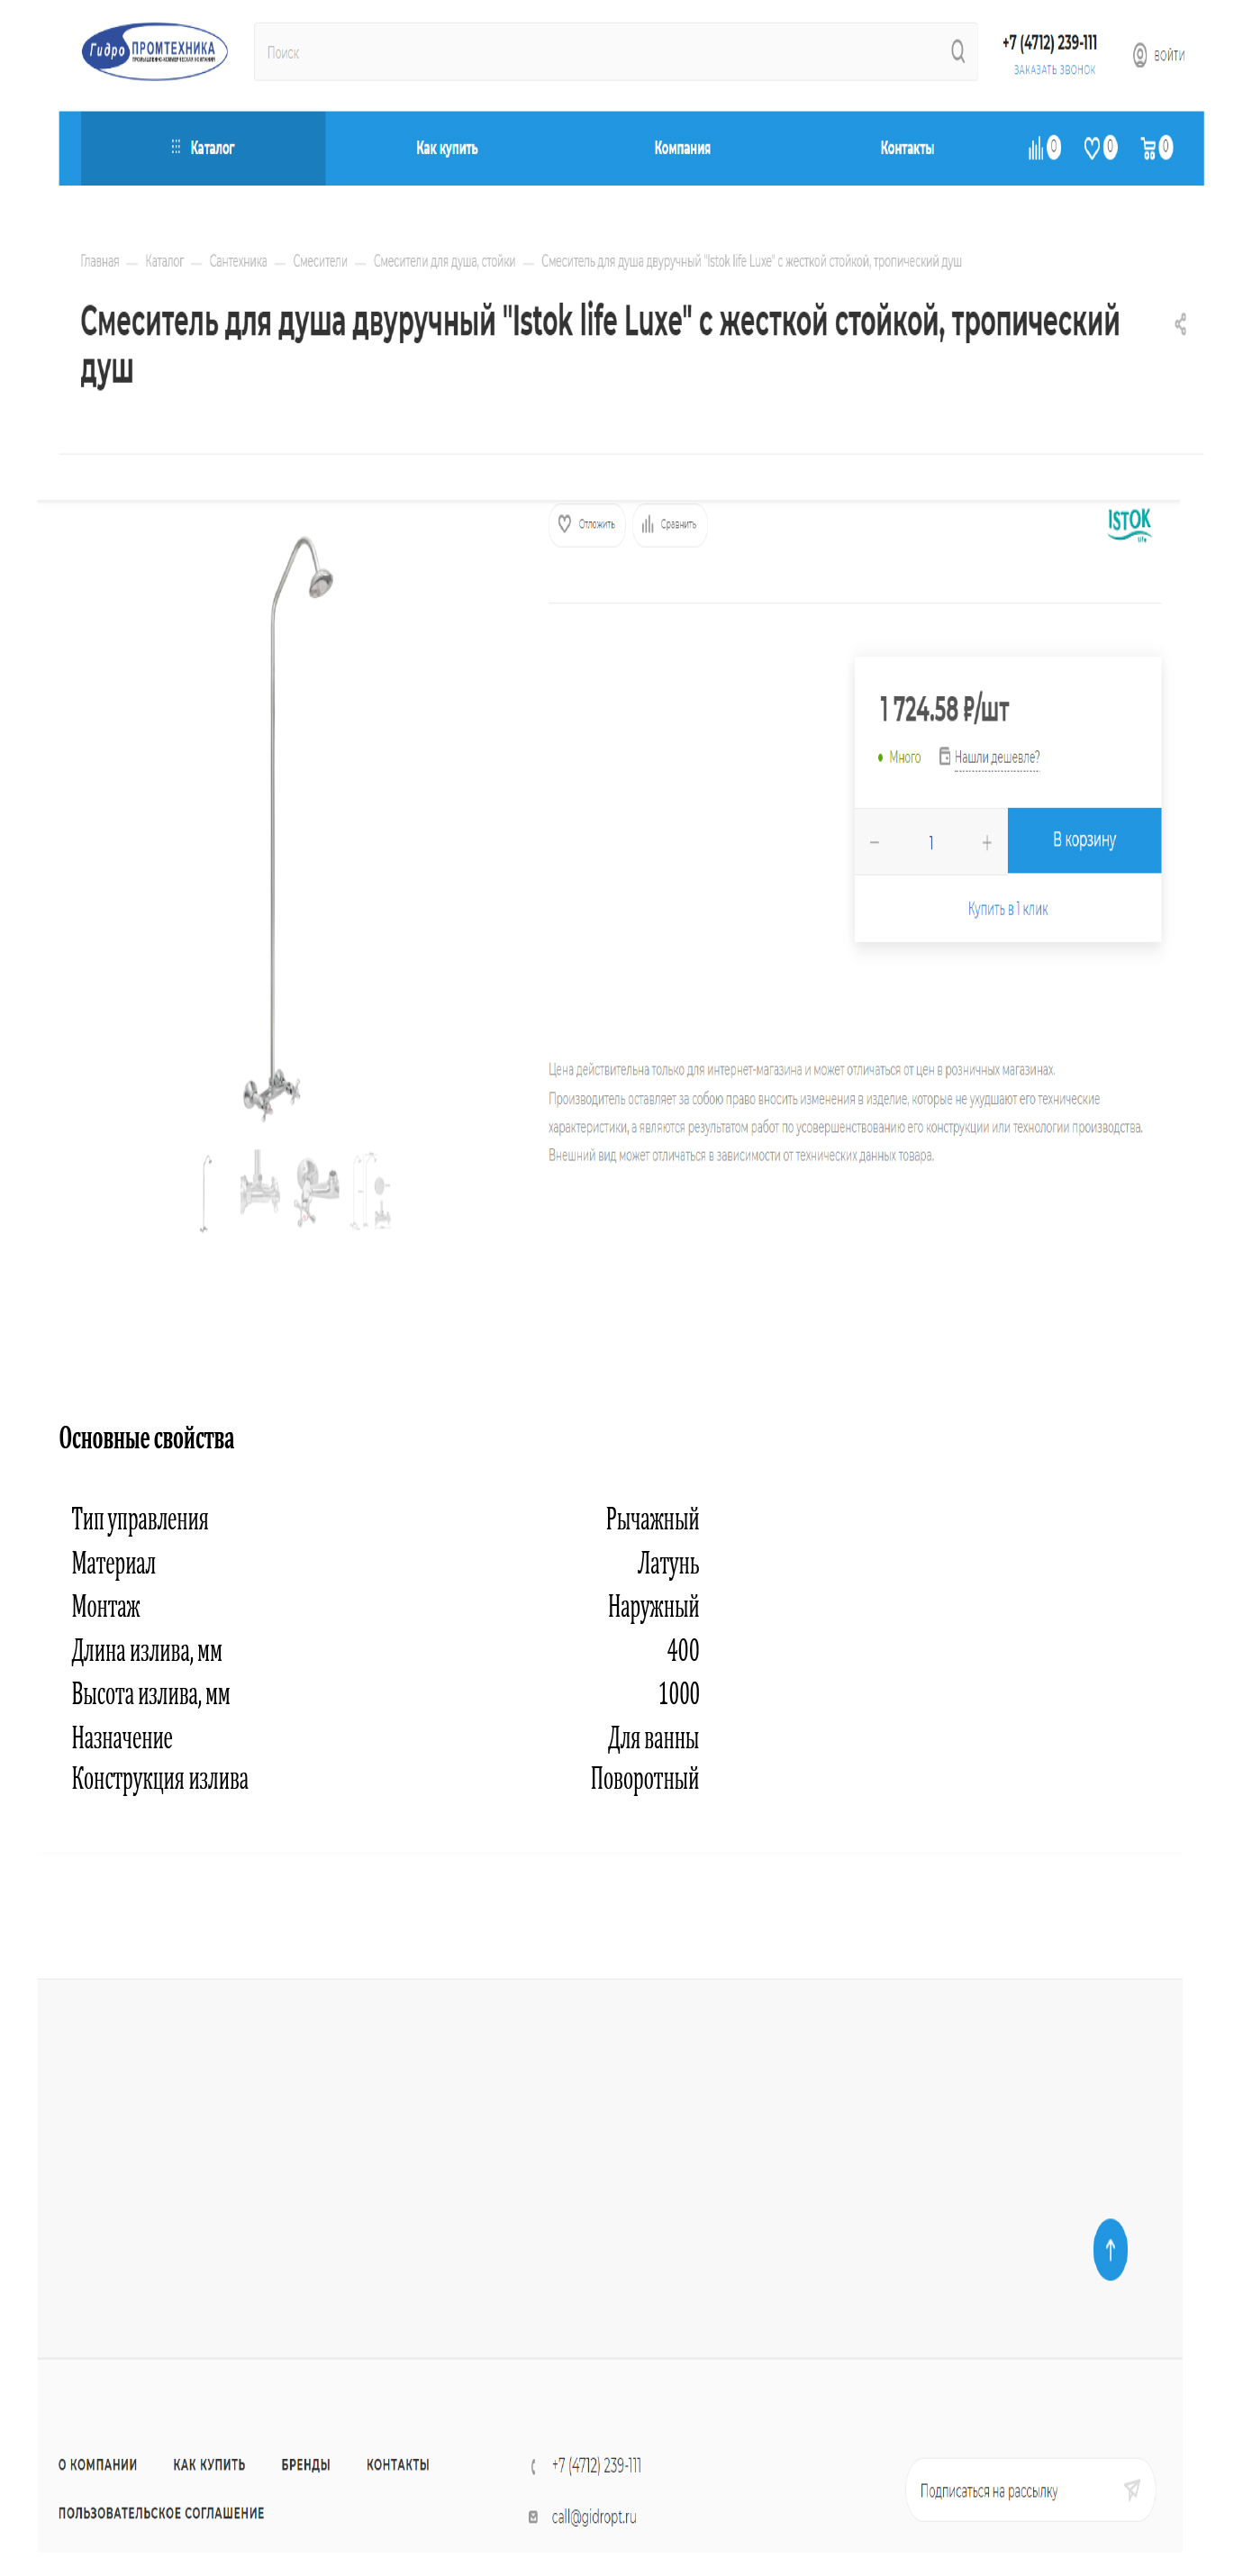 Гидро ПРОМТЕХНИКА
Поиск
+7 (4712) 239-111
ЗАКАЗАТЬ ЗВОНОК
ВОЙТИ
Каталог
Как купить
Компания
Контакты
0
0
0
Главная — Каталог — Сантехника — Смесители — Смесители для душа, стойки — Смеситель для душа двуручный "Istok life Luxe" с жесткой стойкой, тропический душ
Смеситель для душа двуручный "Istok life Luxe" с жесткой стойкой, тропический
душ
Отложить
Сравнить
ISTOK
life
1 724.58 ₽/шт
Много
Нашли дешевле?
− 1 +
В корзину
Купить в 1 клик
Цена действительна только для интернет-магазина и может отличаться от цен в розничных магазинах.
Производитель оставляет за собою право вносить изменения в изделие, которые не ухудшают его технические
характеристики, а являются результатом работ по усовершенствованию его конструкции или технологии производства.
Внешний вид может отличаться в зависимости от технических данных товара.
Основные свойства
Тип управления Рычажный
Материал Латунь
Монтаж Наружный
Длина излива, мм 400
Высота излива, мм 1000
Назначение Для ванны
Конструкция излива Поворотный
О КОМПАНИИ
КАК КУПИТЬ
БРЕНДЫ
КОНТАКТЫ
ПОЛЬЗОВАТЕЛЬСКОЕ СОГЛАШЕНИЕ
+7 (4712) 239-111
call@gidropt.ru
Подписаться на рассылку